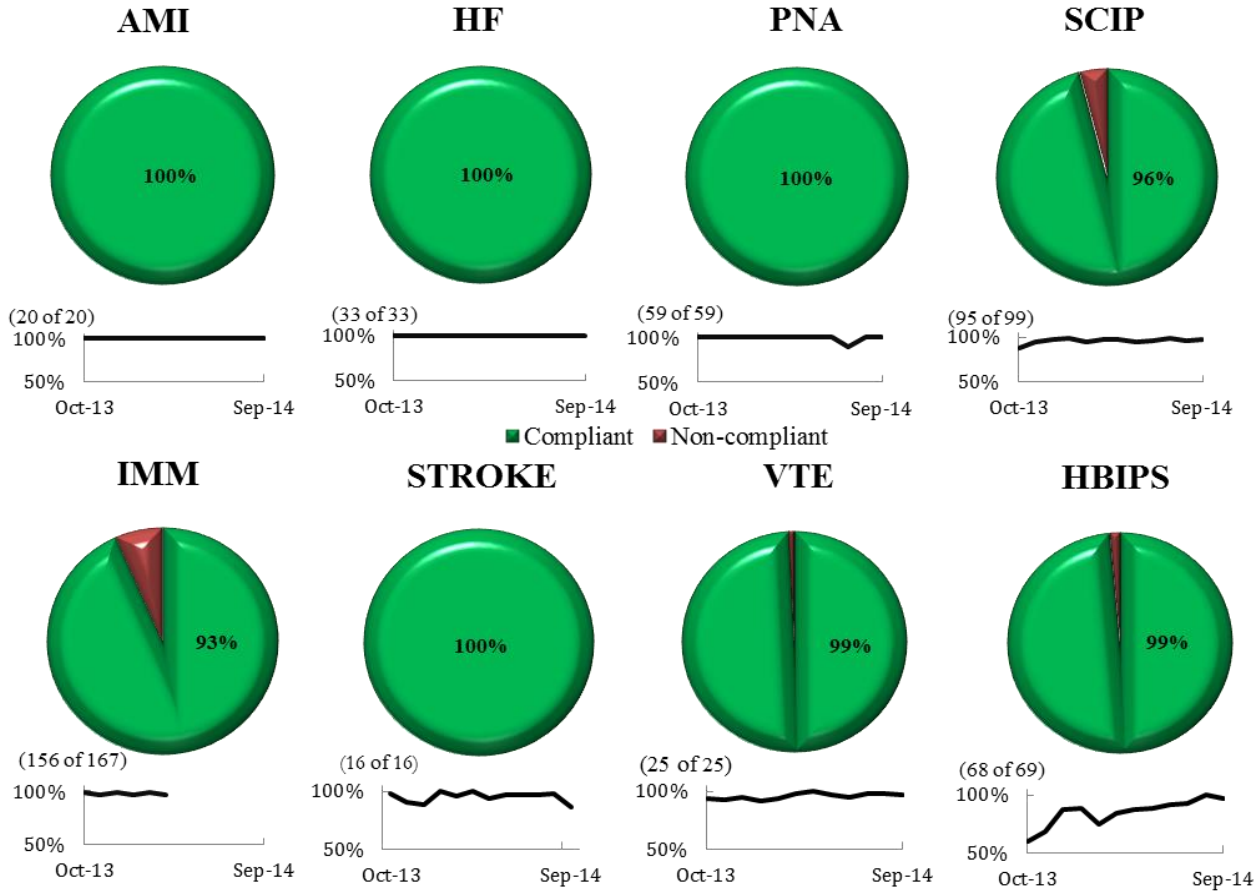 AMI HF PNA SCIP
100% 100% 100% 96%
(20 of 20) (33 of 33) (59 of 59) (95 of 99)
100% 100% 100% 100%
50% 50% 50% 50%
Oct-13 Sep-14 Oct-13 Sep-14 Oct-13 Sep-14 Oct-13 Sep-14
Compliant Non-compliant
IMM STROKE VTE HBIPS
93% 100% 99% 99%
(156 of 167) (16 of 16) (25 of 25) (68 of 69)
100% 100% 100% 100%
50% 50% 50% 50%
Oct-13 Sep-14 Oct-13 Sep-14 Oct-13 Sep-14 Oct-13 Sep-14